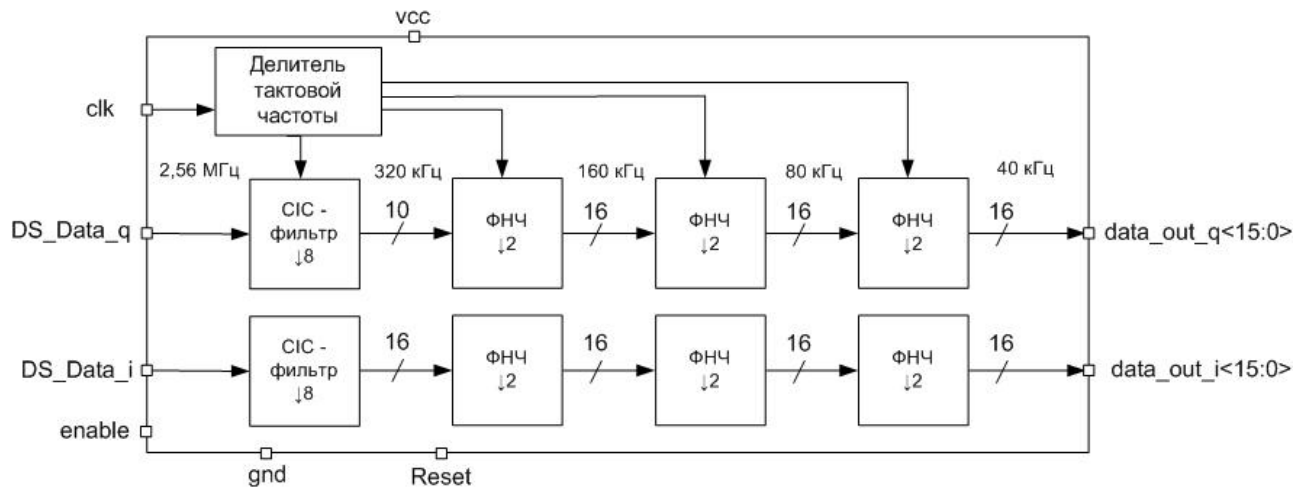 vcc
Делитель
тактовой
частоты
clk
2,56 МГц
320 кГц
160 кГц
80 кГц
40 кГц
DS_Data_q
CIC -
фильтр
↓8
10
ФНЧ
↓2
16
ФНЧ
↓2
16
ФНЧ
↓2
16
data_out_q<15:0>
DS_Data_i
CIC -
фильтр
↓8
16
ФНЧ
↓2
16
ФНЧ
↓2
16
ФНЧ
↓2
16
data_out_i<15:0>
enable
gnd
Reset